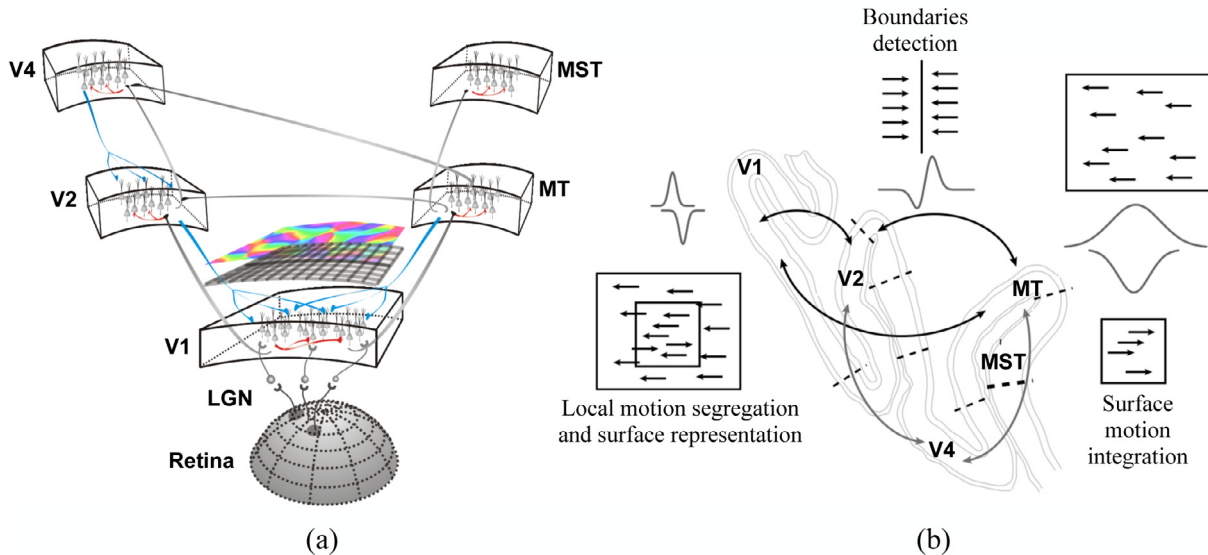 V4
MST
V2
MT
V1
LGN
Retina
(a)
Boundaries
detection
V1
V2
MT
MST
V4
Local motion segregation
and surface representation
Surface
motion
integration
(b)